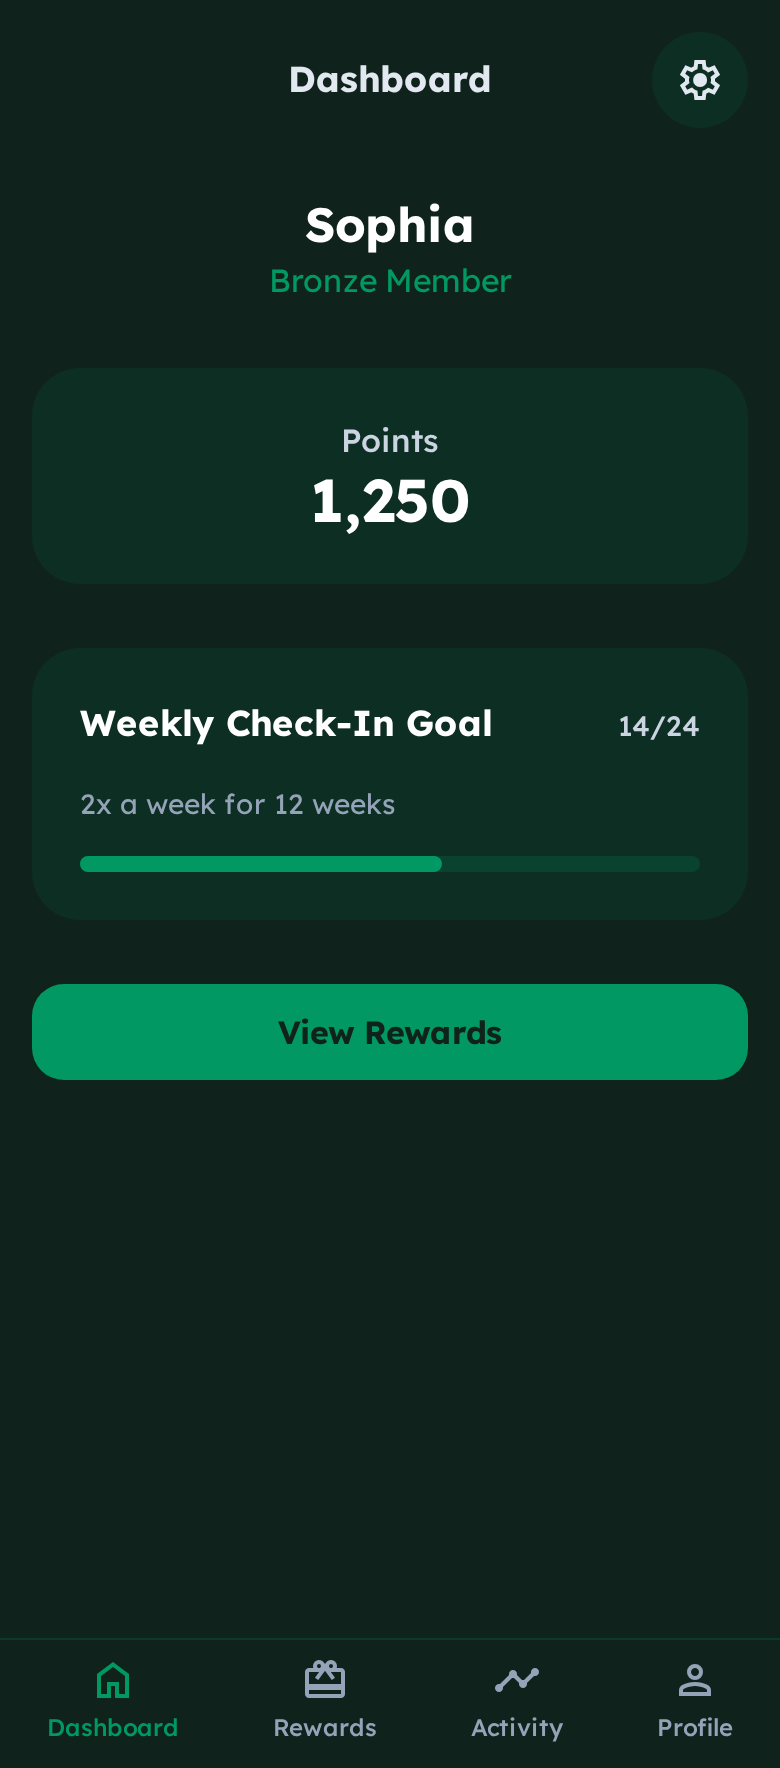 Dashboard
Sophia
Bronze Member
Points
1,250
Weekly Check-In Goal 14/24
2x a week for 12 weeks
View Rewards
Dashboard Rewards Activity Profile